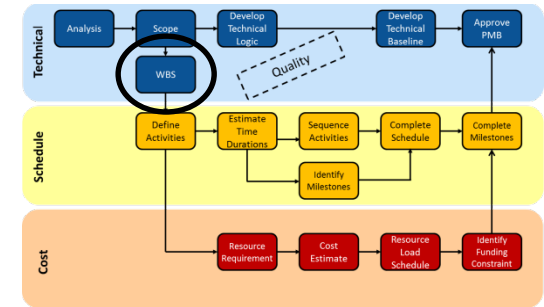 Technical
Analysis
Scope
Develop
Technical
Logic
Develop
Technical
Baseline
Approve
PMB
WBS
Quality
Schedule
Define
Activities
Estimate
Time
Durations
Sequence
Activities
Complete
Schedule
Complete
Milestones
Identify
Milestones
Cost
Resource
Requirement
Cost
Estimate
Resource
Load
Schedule
Identify
Funding
Constraint